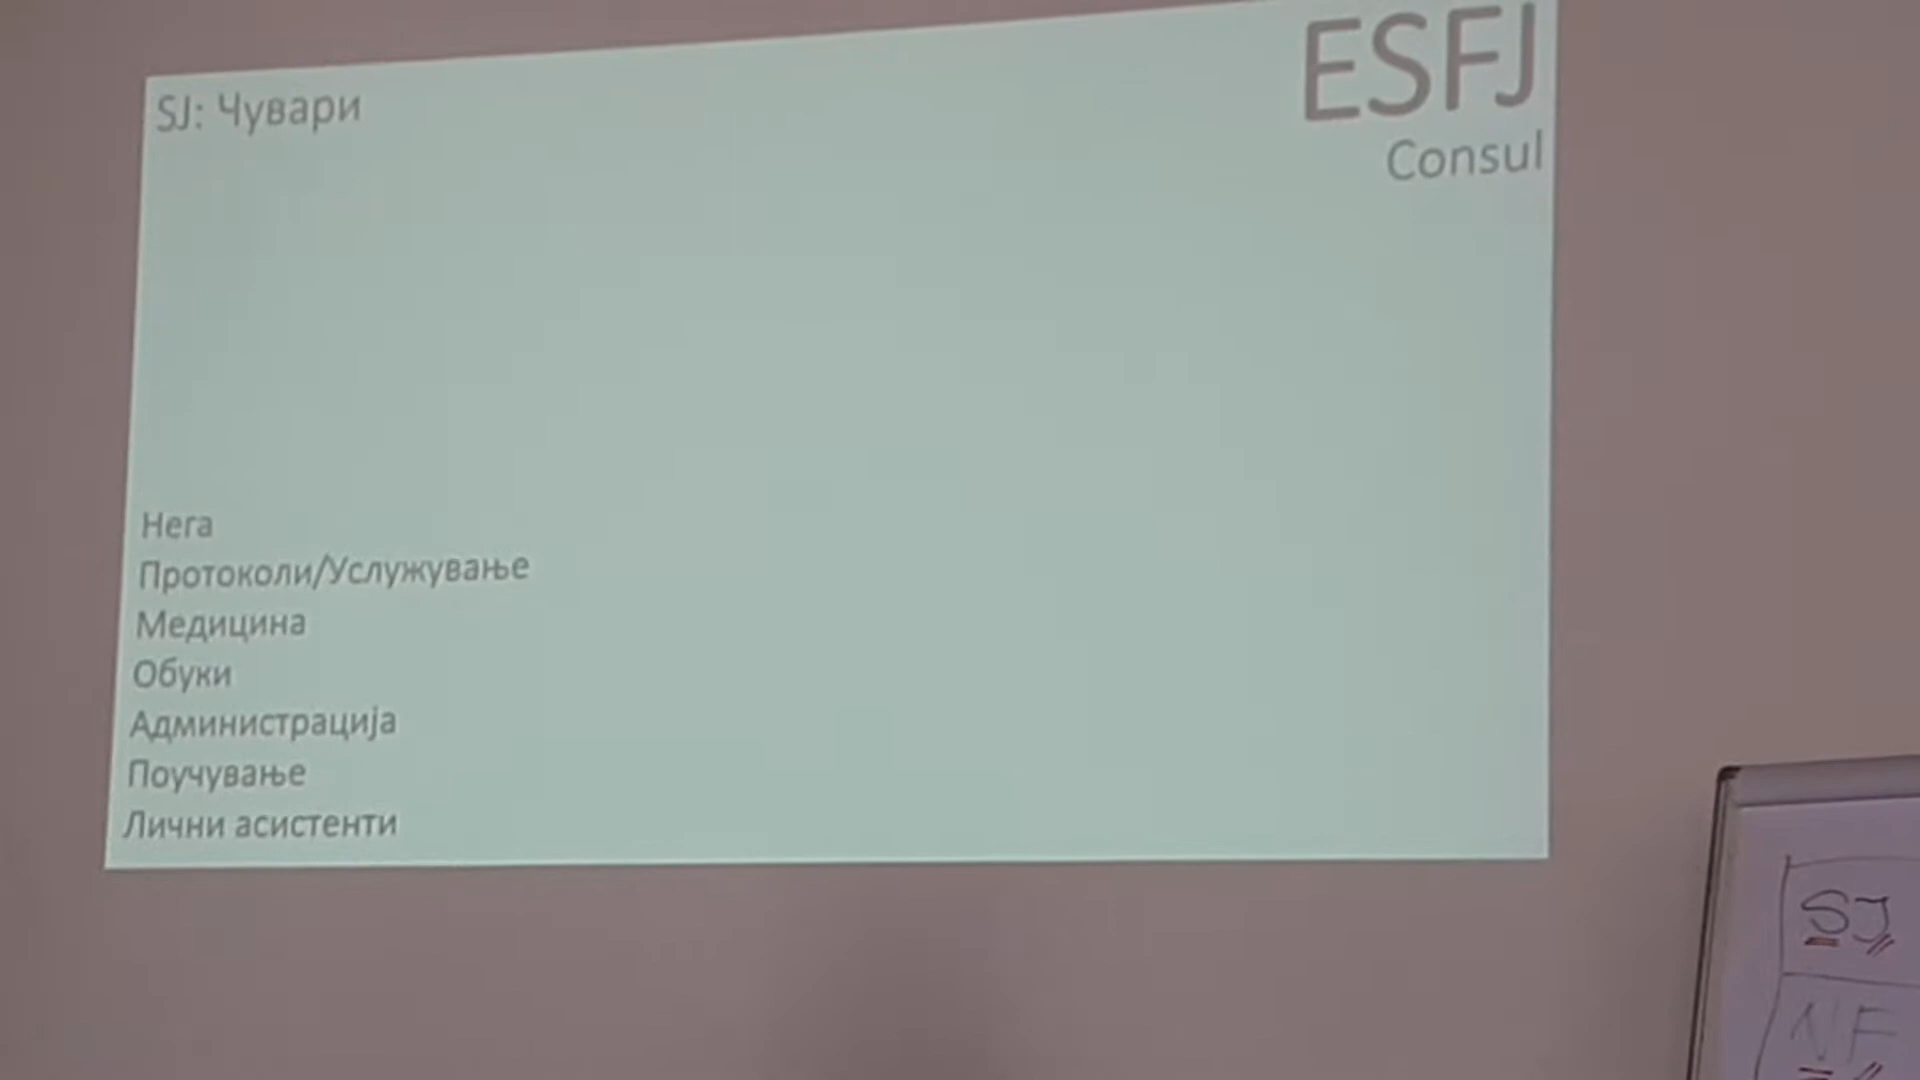 SJ: Чувари
ESFJ
Consul
Нега
Протоколи/Услужување
Медицина
Обуки
Администрација
Поучување
Лични асистенти
SJ
NF